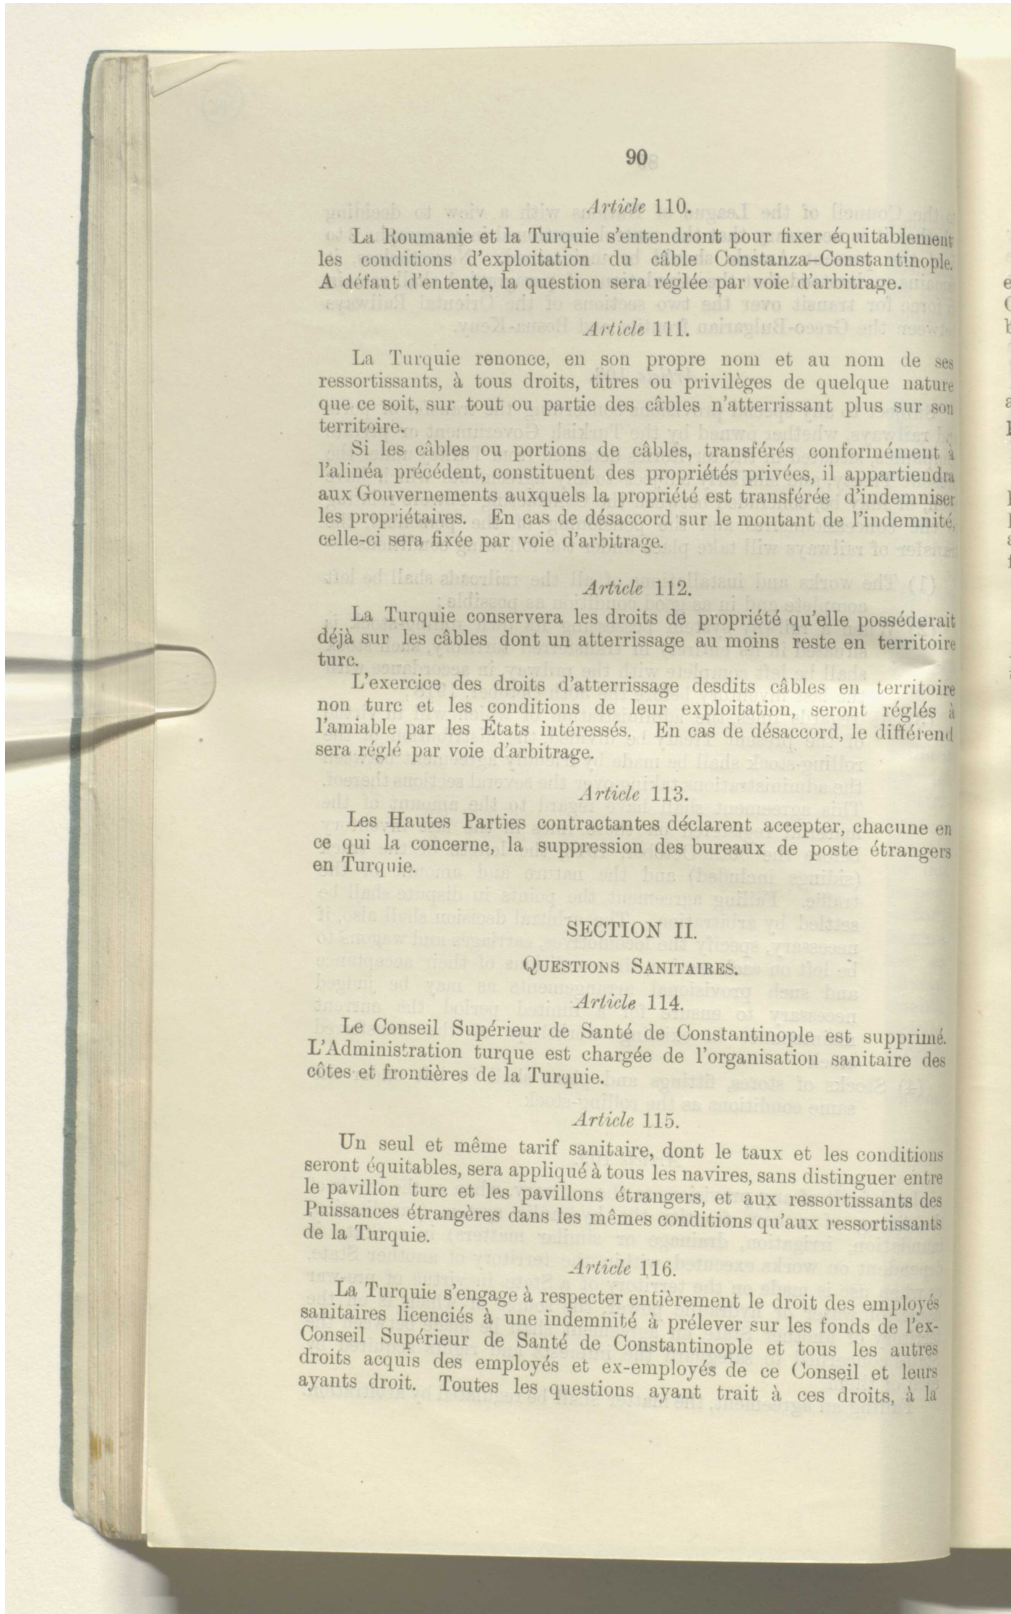 90
Article 110.
La Roumanie et la Turquie s'entendront pour fixer équitablement
les conditions d'exploitation du câble Constanza–Constantinople.
A défaut d'entente, la question sera réglée par voie d'arbitrage.
Article 111.
La Turquie renonce, en son propre nom et au nom de ses
ressortissants, à tous droits, titres ou privilèges de quelque nature
que ce soit, sur tout ou partie des câbles n'atterrissant plus sur son
territoire.
Si les câbles ou portions de câbles, transférés conformément à
l'alinéa précédent, constituent des propriétés privées, il appartiendra
aux Gouvernements auxquels la propriété est transférée d'indemniser
les propriétaires. En cas de désaccord sur le montant de l'indemnité,
celle-ci sera fixée par voie d'arbitrage.
Article 112.
La Turquie conservera les droits de propriété qu'elle posséderait
déjà sur les câbles dont un atterrissage au moins reste en territoire
turc.
L'exercice des droits d'atterrissage desdits câbles en territoire
non turc et les conditions de leur exploitation, seront réglés à
l'amiable par les États intéressés. En cas de désaccord, le différend
sera réglé par voie d'arbitrage.
Article 113.
Les Hautes Parties contractantes déclarent accepter, chacune en
ce qui la concerne, la suppression des bureaux de poste étrangers
en Turquie.
SECTION II.
QUESTIONS SANITAIRES.
Article 114.
Le Conseil Supérieur de Santé de Constantinople est supprimé.
L'Administration turque est chargée de l'organisation sanitaire des
côtes et frontières de la Turquie.
Article 115.
Un seul et même tarif sanitaire, dont le taux et les conditions
seront équitables, sera appliqué à tous les navires, sans distinguer entre
le pavillon turc et les pavillons étrangers, et aux ressortissants des
Puissances étrangères dans les mêmes conditions qu'aux ressortissants
de la Turquie.
Article 116.
La Turquie s'engage à respecter entièrement le droit des employés
sanitaires licenciés à une indemnité à prélever sur les fonds de l'ex-
Conseil Supérieur de Santé de Constantinople et tous les autres
droits acquis des employés et ex-employés de ce Conseil et leurs
ayants droit. Toutes les questions ayant trait à ces droits, à la